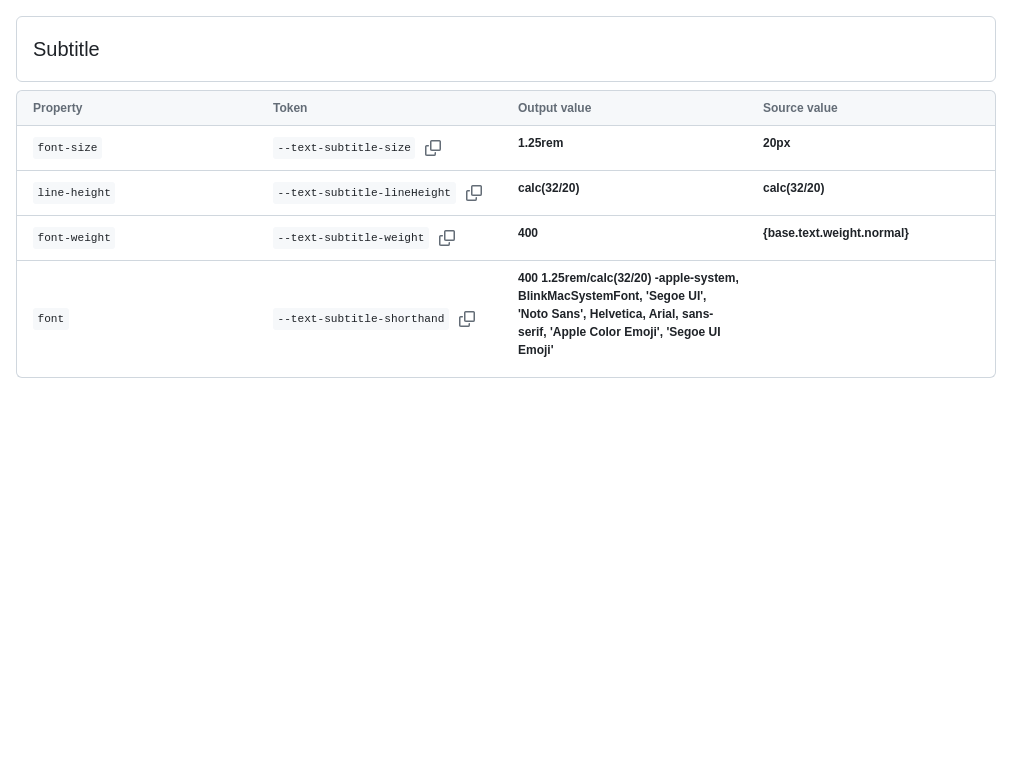 Subtitle
Property Token Output value Source value
font-size --text-subtitle-size 1.25rem 20px
line-height --text-subtitle-lineHeight calc(32/20) calc(32/20)
font-weight --text-subtitle-weight 400 {base.text.weight.normal}
font --text-subtitle-shorthand 400 1.25rem/calc(32/20) -apple-system,
BlinkMacSystemFont, 'Segoe UI',
'Noto Sans', Helvetica, Arial, sans-
serif, 'Apple Color Emoji', 'Segoe UI
Emoji'